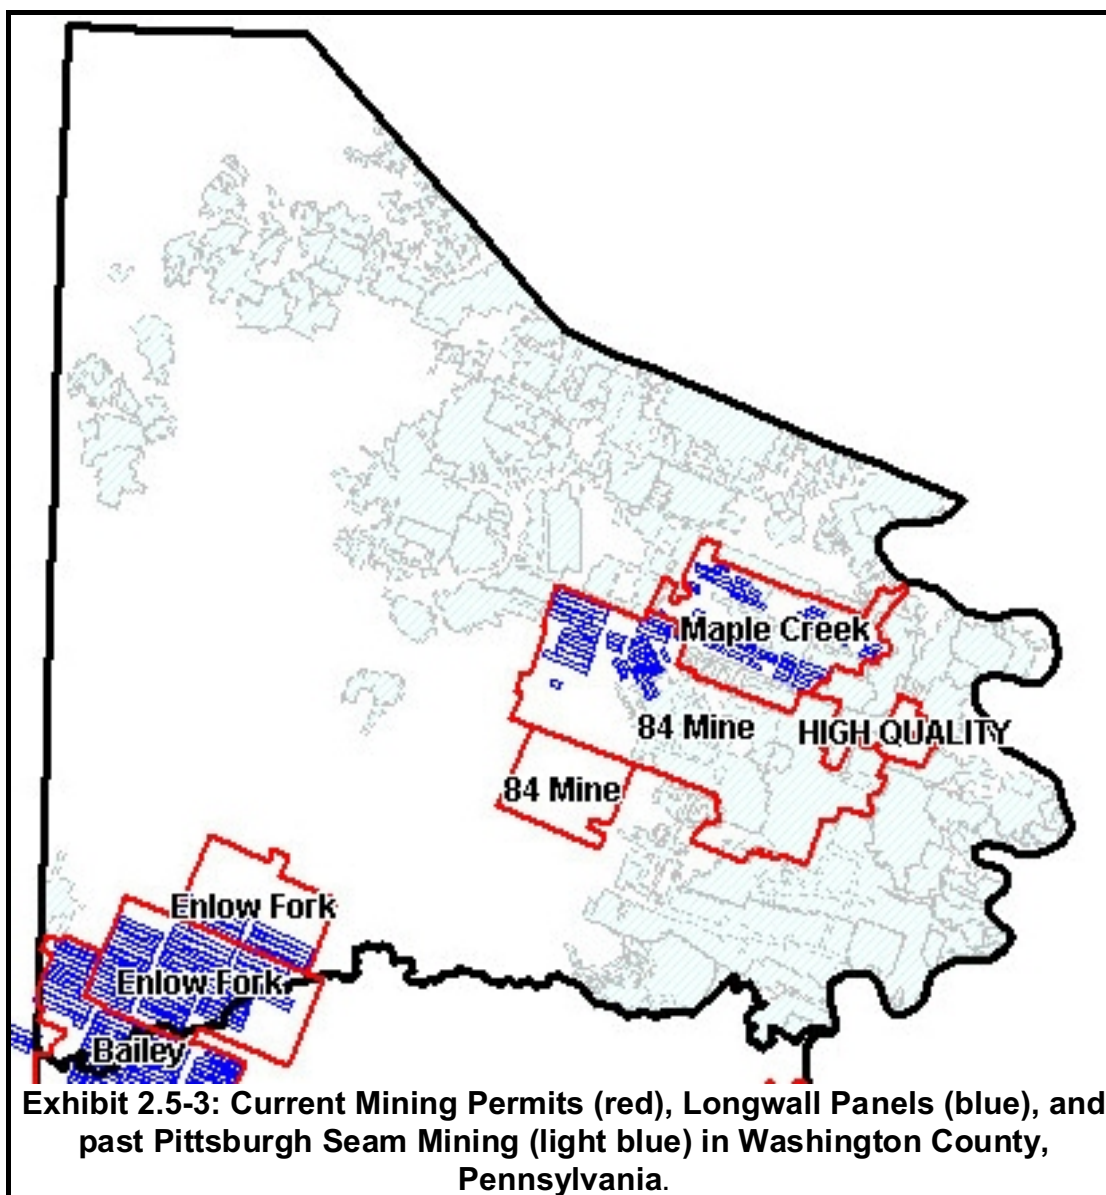 Maple Creek
84 Mine
HIGH QUALITY
84 Mine
Enlow Fork
Enlow Fork
Bailey
Exhibit 2.5-3: Current Mining Permits (red), Longwall Panels (blue), and
past Pittsburgh Seam Mining (light blue) in Washington County,
Pennsylvania.